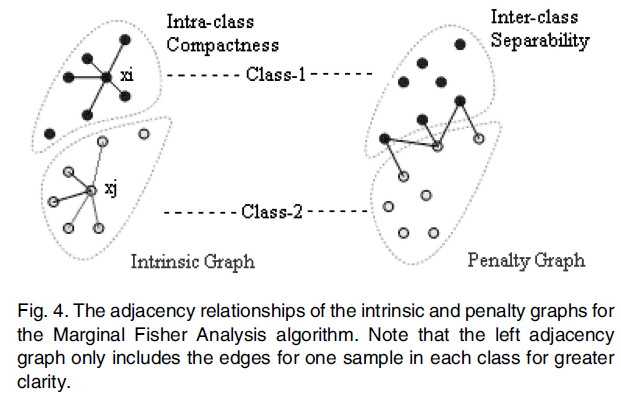 Intra-class
Compactness
Inter-class
Separability
xi
Class-1
xj
Class-2
Intrinsic Graph
Penalty Graph
Fig. 4. The adjacency relationships of the intrinsic and penalty graphs for
the Marginal Fisher Analysis algorithm. Note that the left adjacency
graph only includes the edges for one sample in each class for greater
clarity.